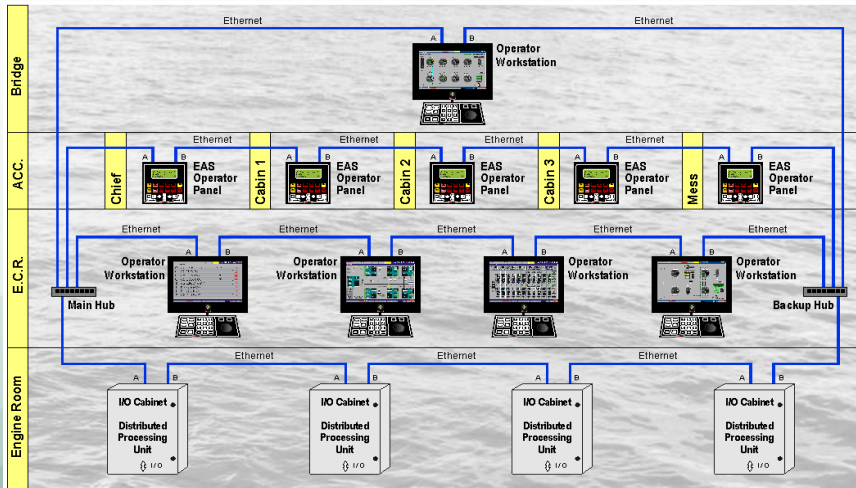 Ethernet
Ethernet
A
B
Operator
Workstation
Bridge
Ethernet
Ethernet
Ethernet
Ethernet
ACC.
Chief
A
B
EAS
Operator
Panel
Cabin 1
A
B
EAS
Operator
Panel
Cabin 2
A
B
EAS
Operator
Panel
Cabin 3
A
B
EAS
Operator
Panel
Mess
A
B
EAS
Operator
Panel
E.C.R.
Ethernet
Ethernet
Ethernet
Ethernet
Operator
Workstation
A
B
Operator
Workstation
A
B
A
B
Operator
Workstation
A
B
Operator
Workstation
Main Hub
Backup Hub
Engine Room
Ethernet
Ethernet
Ethernet
A
B
A
B
A
B
A
B
I/O Cabinet
Distributed
Processing
Unit
I/O
I/O Cabinet
Distributed
Processing
Unit
I/O
I/O Cabinet
Distributed
Processing
Unit
I/O
I/O Cabinet
Distributed
Processing
Unit
I/O